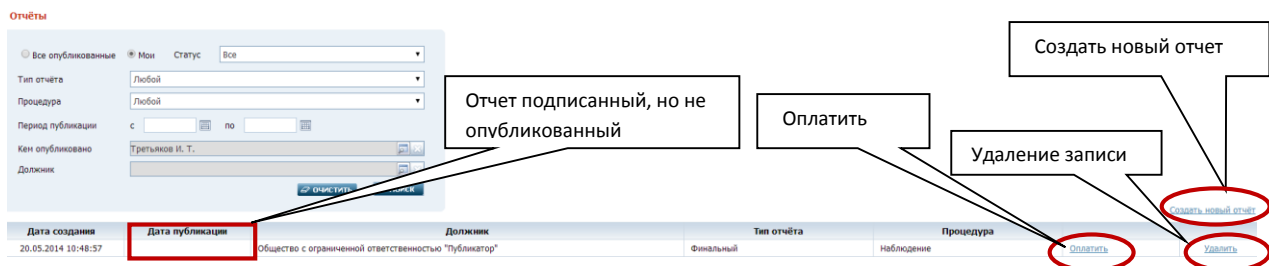 Отчёты
Создать новый отчет
Все опубликованные Мои Статус Все
Тип отчёта Любой
Процедура Любой
Отчет подписанный, но не
опубликованный
Оплатить
Период публикации с по
Кем опубликовано Третьяков И. Т.
Удаление записи
Должник
ОЧИСТИТЬ
Создать новый отчёт
Дата создания Дата публикации Должник Тип отчёта Процедура
20.05.2014 10:48:57 Общество с ограниченной ответственностью "Публикатор" Финальный Наблюдение Оплатить Удалить